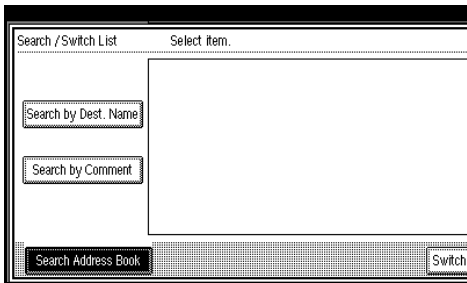 Search / Switch List Select item.
Search by Dest. Name
Search by Comment
Search Address Book Switch